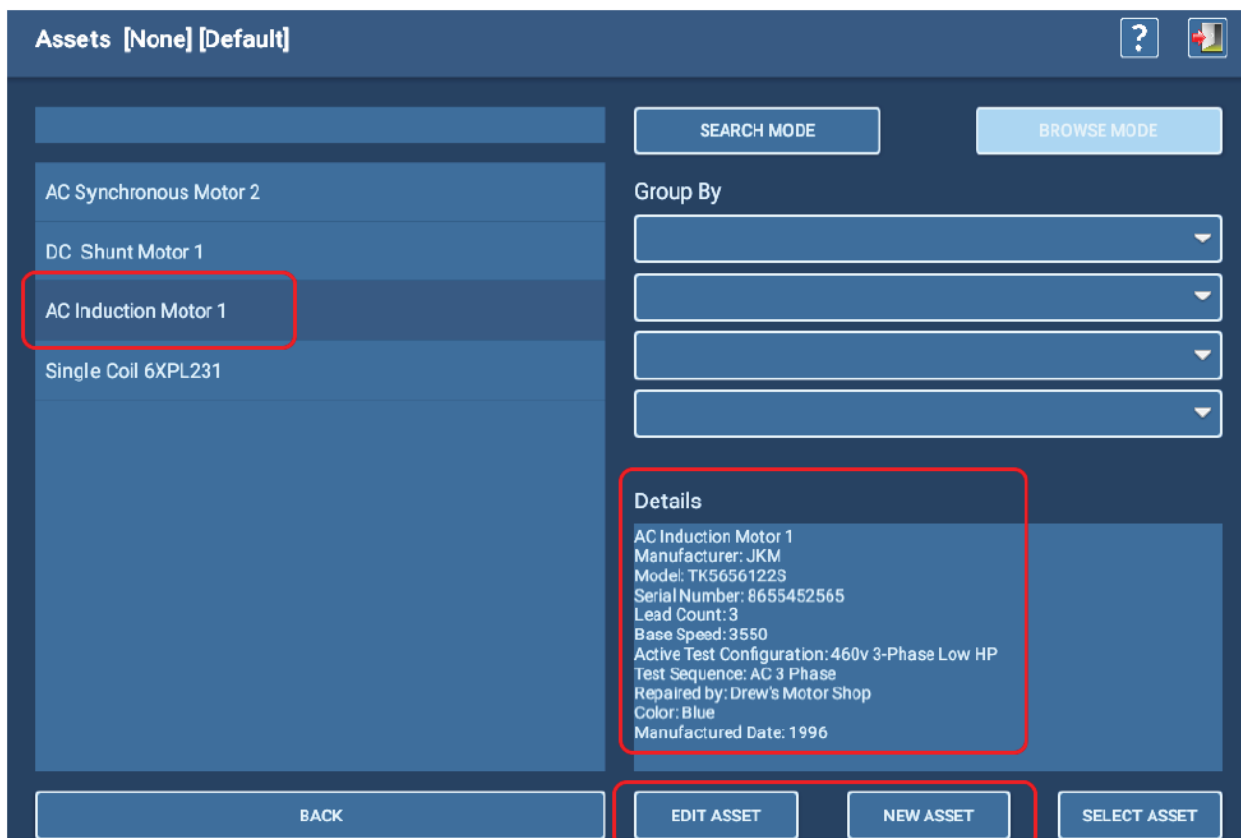 Assets [None] [Default]
?
SEARCH MODE
BROWSE MODE
AC Synchronous Motor 2
DC Shunt Motor 1
AC Induction Motor 1
Single Coil 6XPL231
Group By
Details
AC Induction Motor 1
Manufacturer: JKM
Model: TK5656122S
Serial Number: 8655452565
Lead Count: 3
Base Speed: 3550
Active Test Configuration: 460v 3-Phase Low HP
Test Sequence: AC 3 Phase
Repaired by: Drew's Motor Shop
Color: Blue
Manufactured Date: 1996
BACK
EDIT ASSET
NEW ASSET
SELECT ASSET